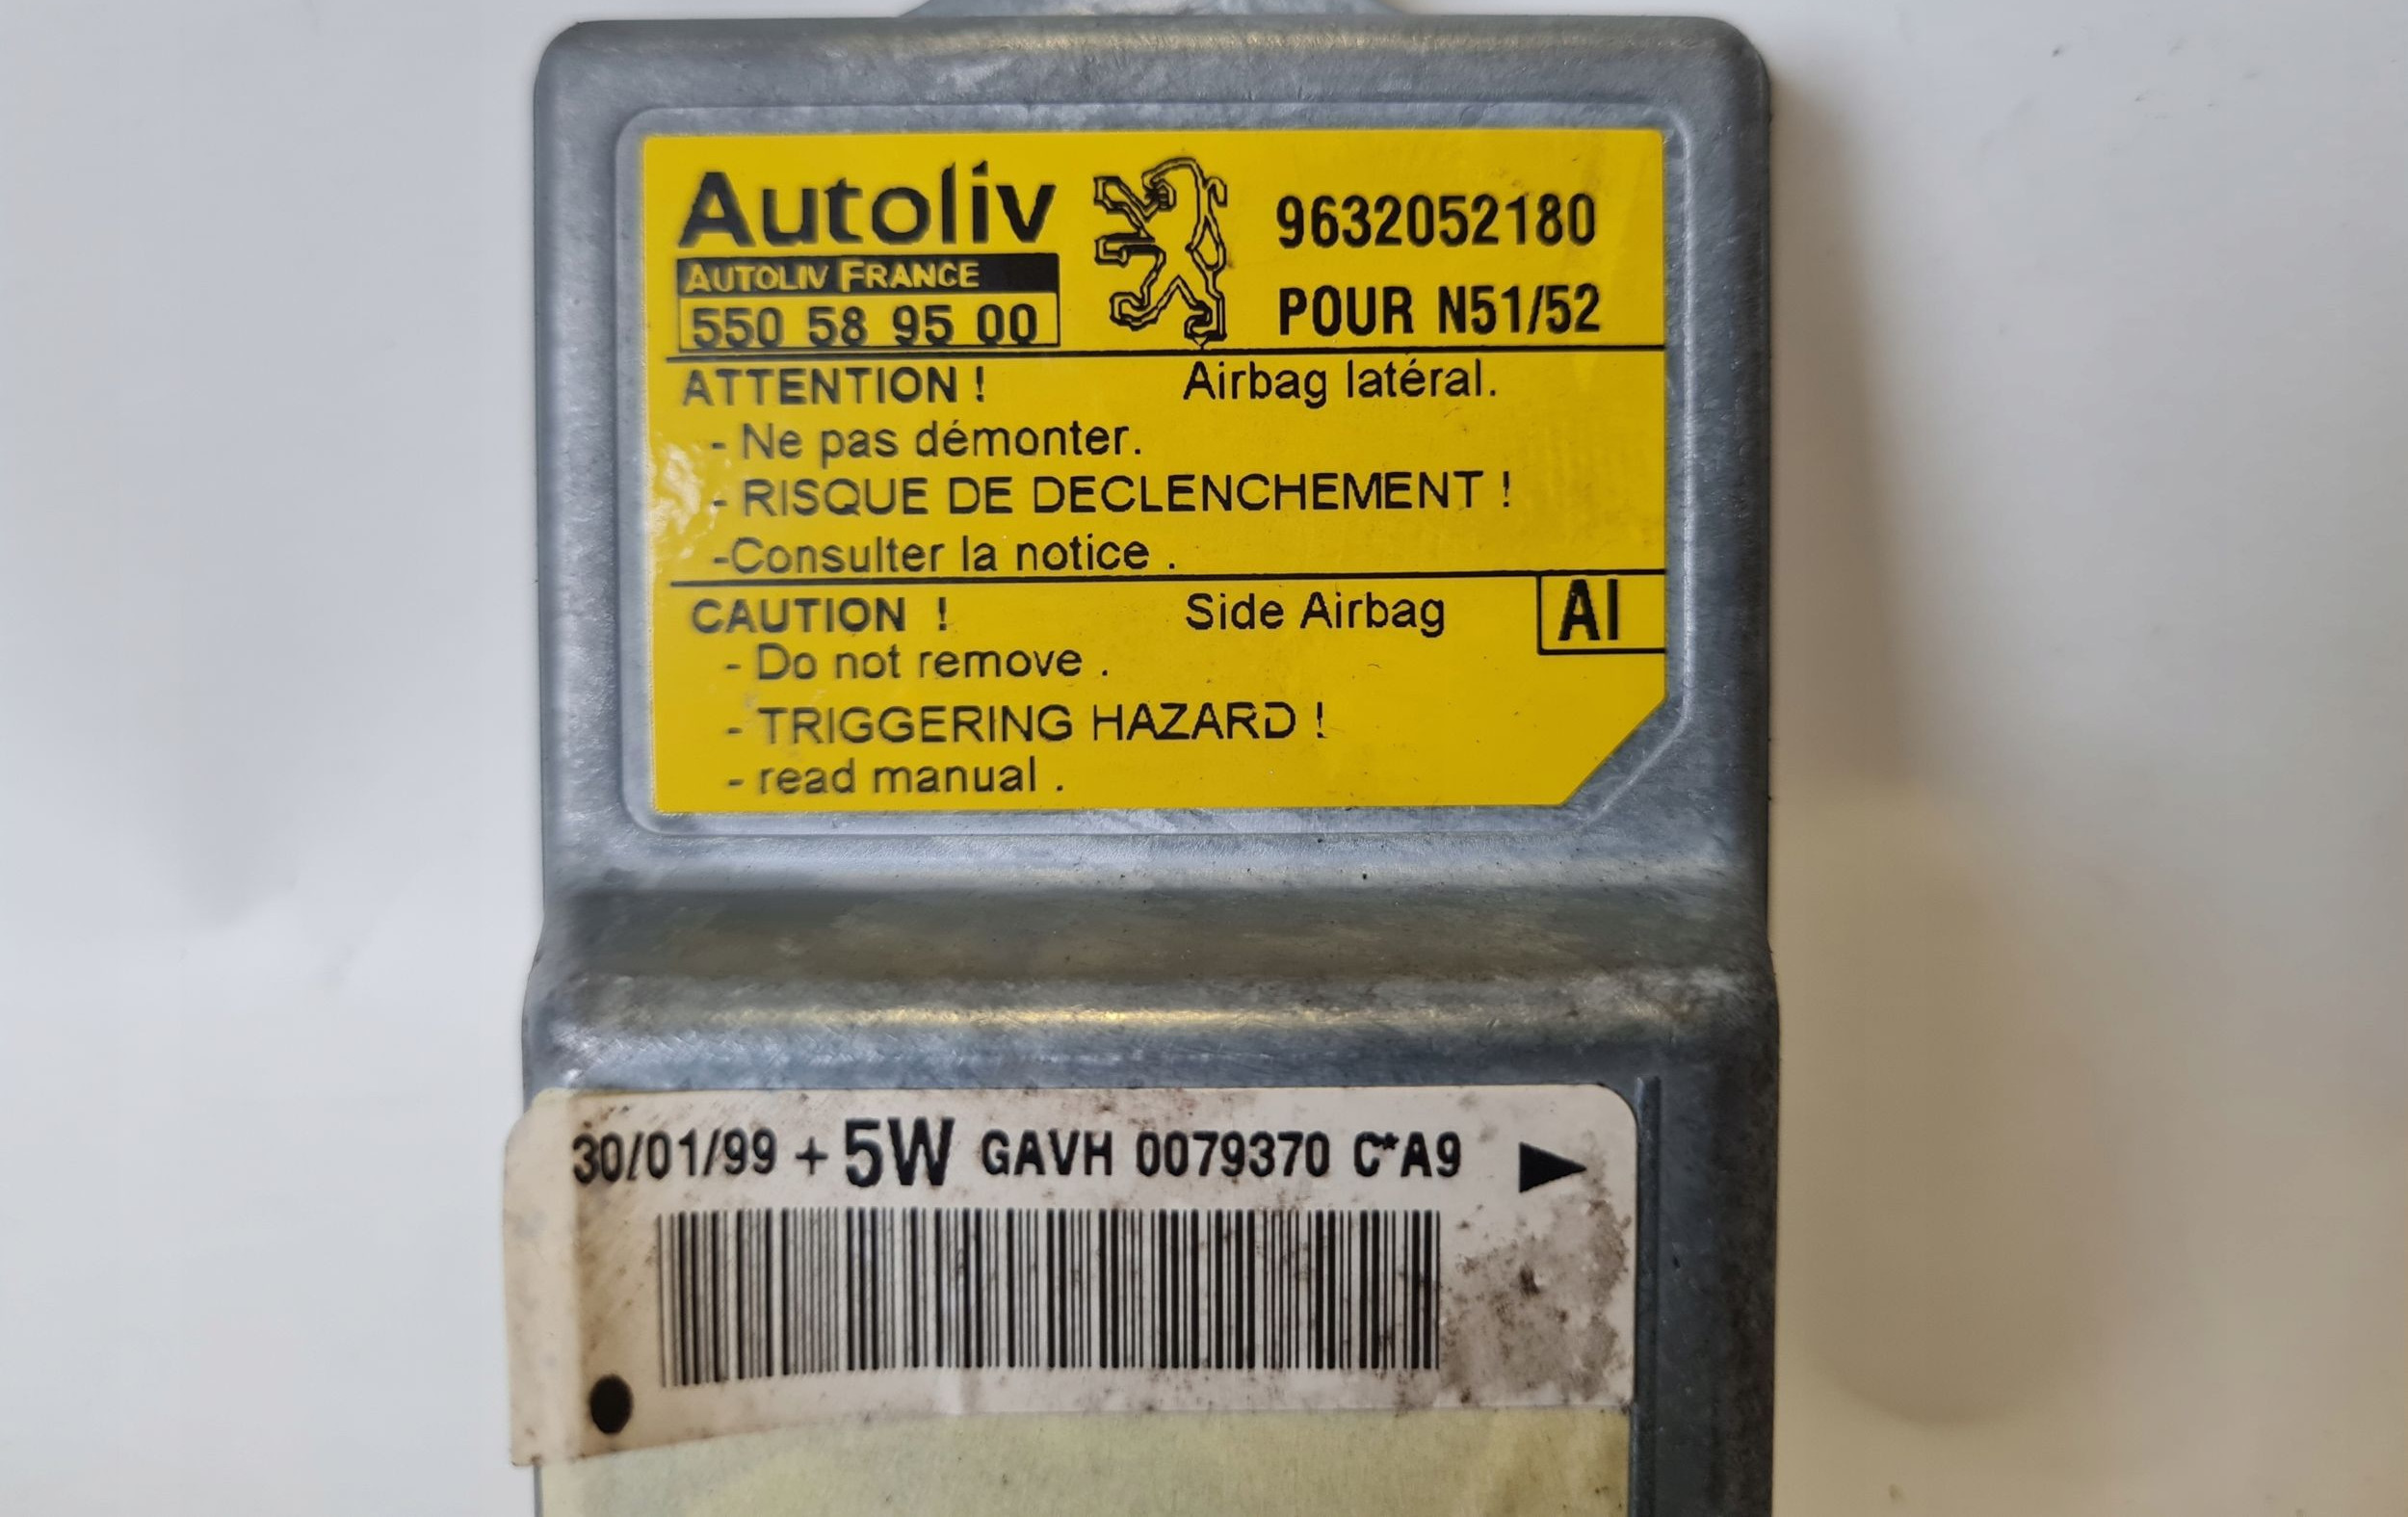 Autoliv
AUTOLIV FRANCE
550 58 95 00
9632052180
POUR N51/52
ATTENTION ! Airbag latéral.
- Ne pas démonter.
- RISQUE DE DECLENCHEMENT !
-Consulter la notice .
CAUTION ! Side Airbag AI
- Do not remove .
- TRIGGERING HAZARD !
- read manual .
30/01/99 + 5W GAVH 0079370 C*A9